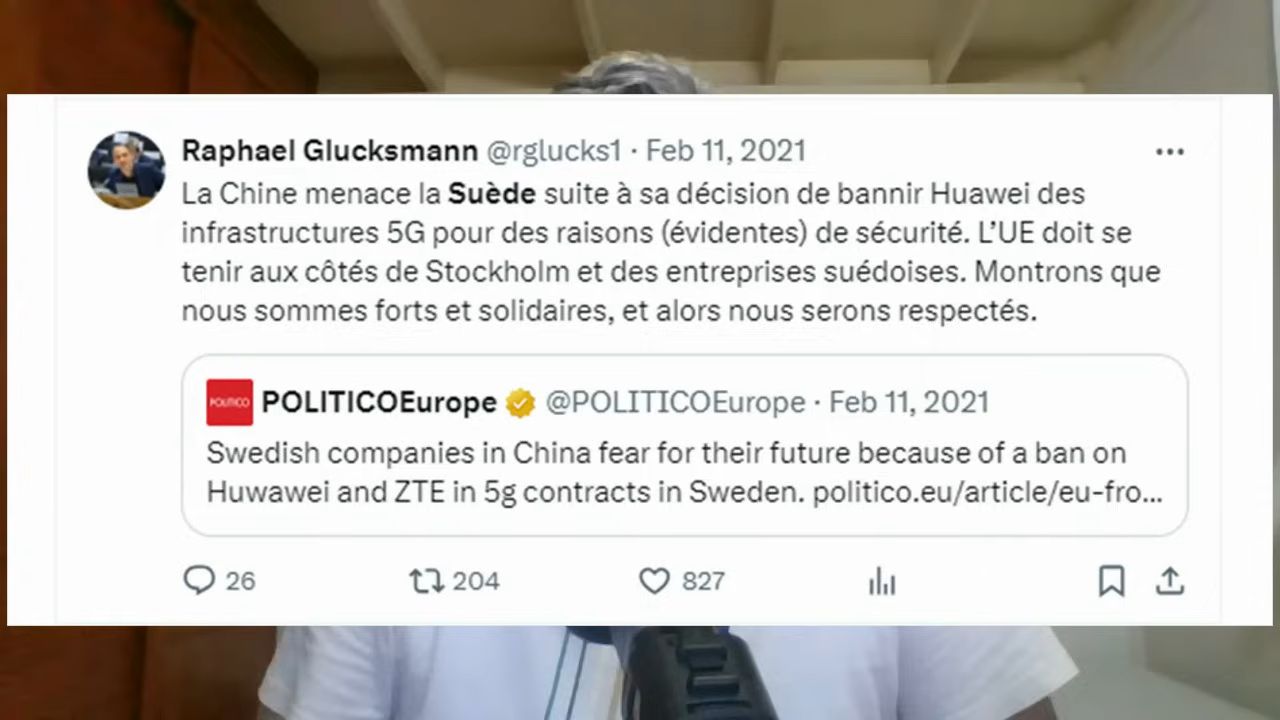 Raphael Glucksmann @rglucks1 · Feb 11, 2021
La Chine menace la Suède suite à sa décision de bannir Huawei des
infrastructures 5G pour des raisons (évidentes) de sécurité. L’UE doit se
tenir aux côtés de Stockholm et des entreprises suédoises. Montrons que
nous sommes forts et solidaires, et alors nous serons respectés.
POLITICO
POLITICOEurope @POLITICOEurope · Feb 11, 2021
Swedish companies in China fear for their future because of a ban on
Huwawei and ZTE in 5g contracts in Sweden. politico.eu/article/eu-fro...
26 204 827